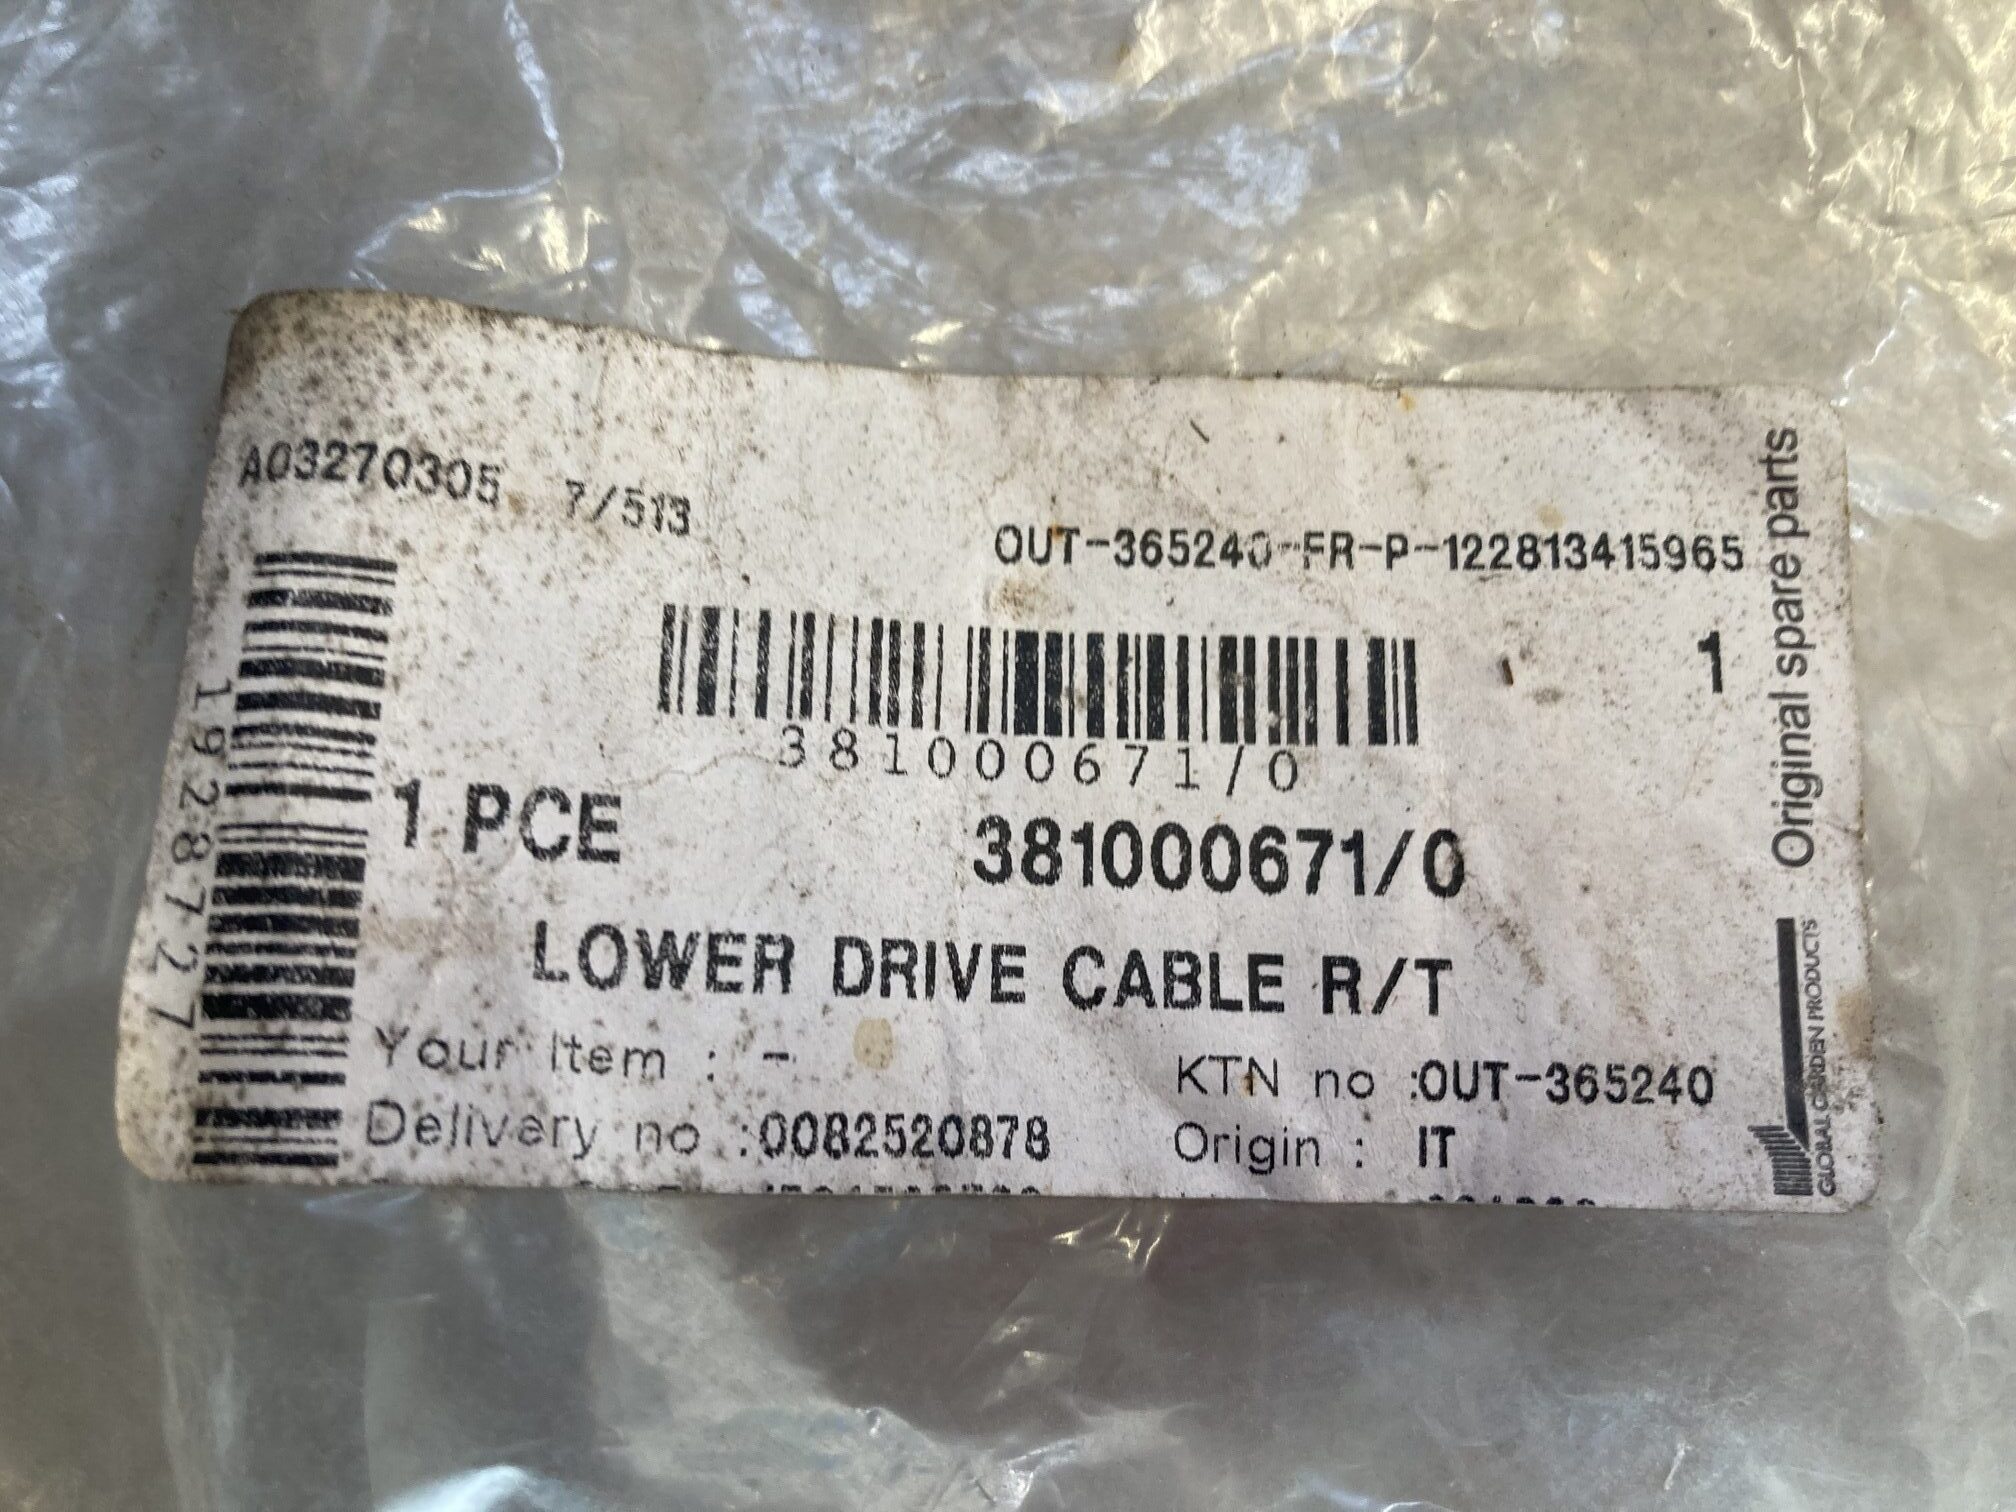 A03270305 7/513
OUT-365240-FR-P-122813415965
1
381000671/0
1 PCE 381000671/0
LOWER DRIVE CABLE R/T
Your Item : -
KTN no :OUT-365240
Delivery no :0082520878
Origin : IT
19287727
Original spare parts
GLOBAL GARDEN PRODUCTS